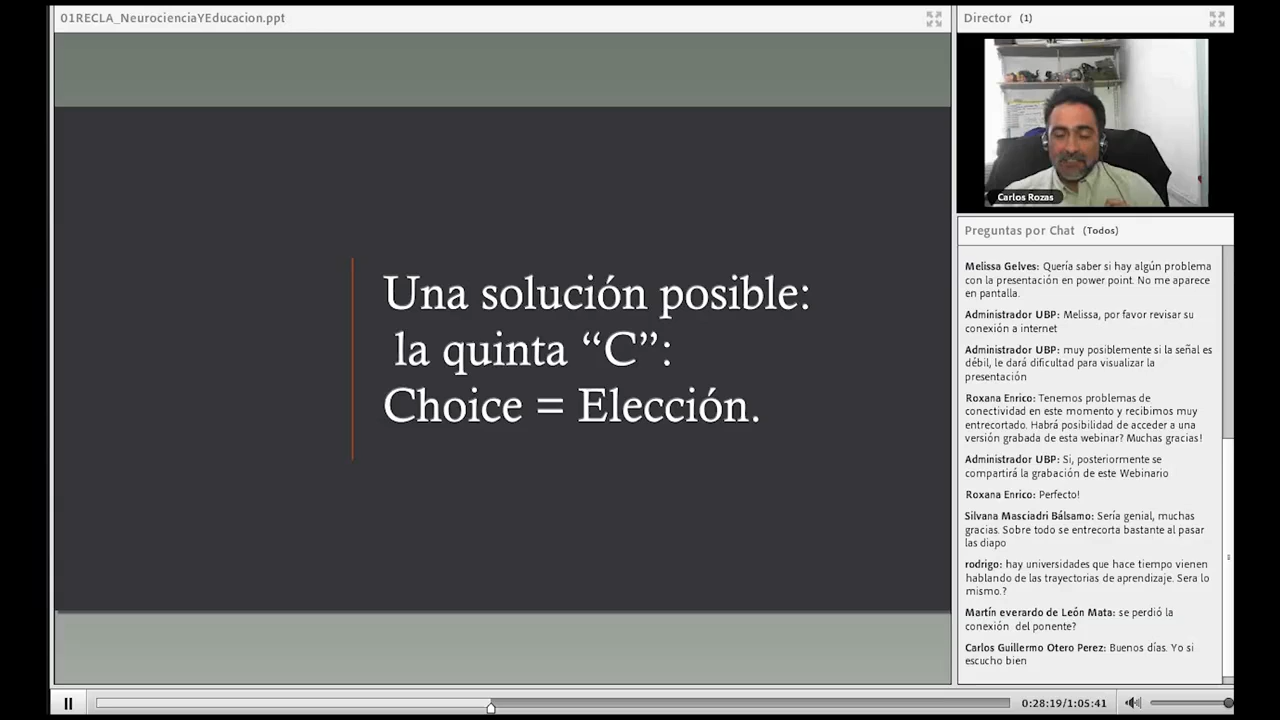 01RECLA_NeurocienciaYEducacion.ppt
Una solución posible:
la quinta “C”:
Choice = Elección.
Director (1)
Carlos Rozas
Preguntas por Chat (Todos)
Melissa Gelves: Quería saber si hay algún problema
con la presentación en power point. No me aparece
en pantalla.
Administrador UBP: Melissa, por favor revisar su
conexión a internet
Administrador UBP: muy posiblemente si la señal es
débil, le dará dificultad para visualizar la
presentación
Roxana Enrico: Tenemos problemas de
conectividad en este momento y recibimos muy
entrecortado. Habrá posibilidad de acceder a una
versión grabada de esta webinar? Muchas gracias!
Administrador UBP: Si, posteriormente se
compartirá la grabación de este Webinario
Roxana Enrico: Perfecto!
Silvana Masciadri Bálsamo: Sería genial, muchas
gracias. Sobre todo se entrecorta bastante al pasar
las diapo
rodrigo: hay universidades que hace tiempo vienen
hablando de las trayectorias de aprendizaje. Sera lo
mismo.?
Martín everardo de León Mata: se perdió la
conexión del ponente?
Carlos Guillermo Otero Perez: Buenos días. Yo si
escucho bien
0:28:19/1:05:41